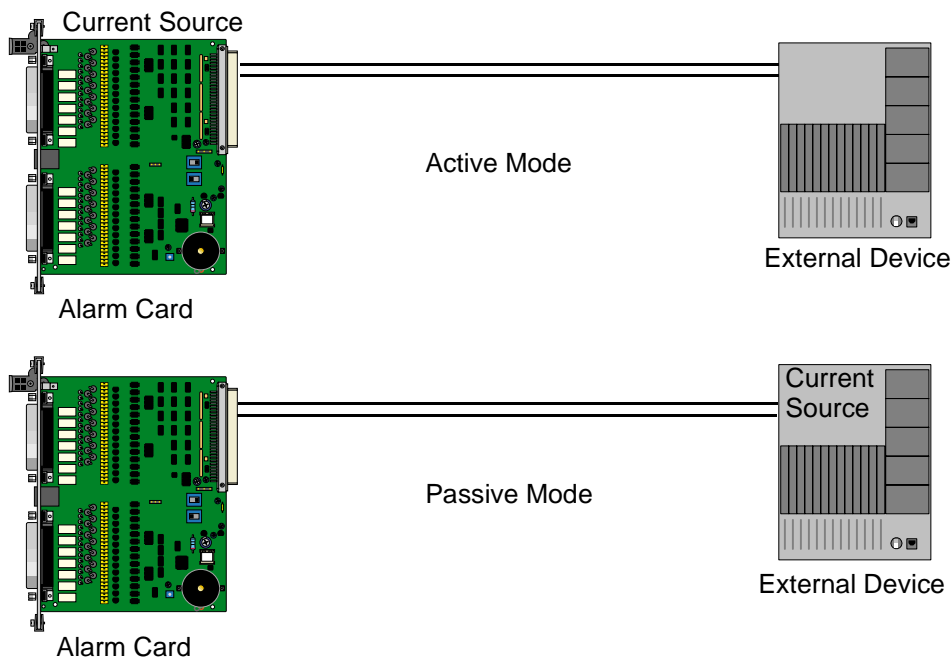 Current Source
Active Mode
External Device
Alarm Card
Current
Source
Passive Mode
External Device
Alarm Card